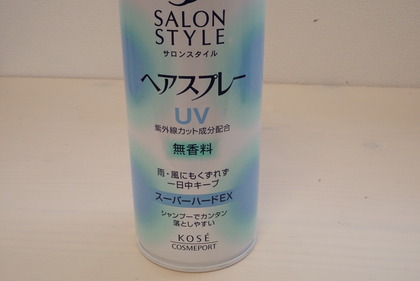 SALON
STYLE
サロンスタイル
ヘアスプレー
UV
紫外線カット成分配合
無香料
雨・風にもくずれず
一日中キープ
スーパーハードEX
シャンプーでカンタン
落としやすい
KOSÉ
COSMEPORT